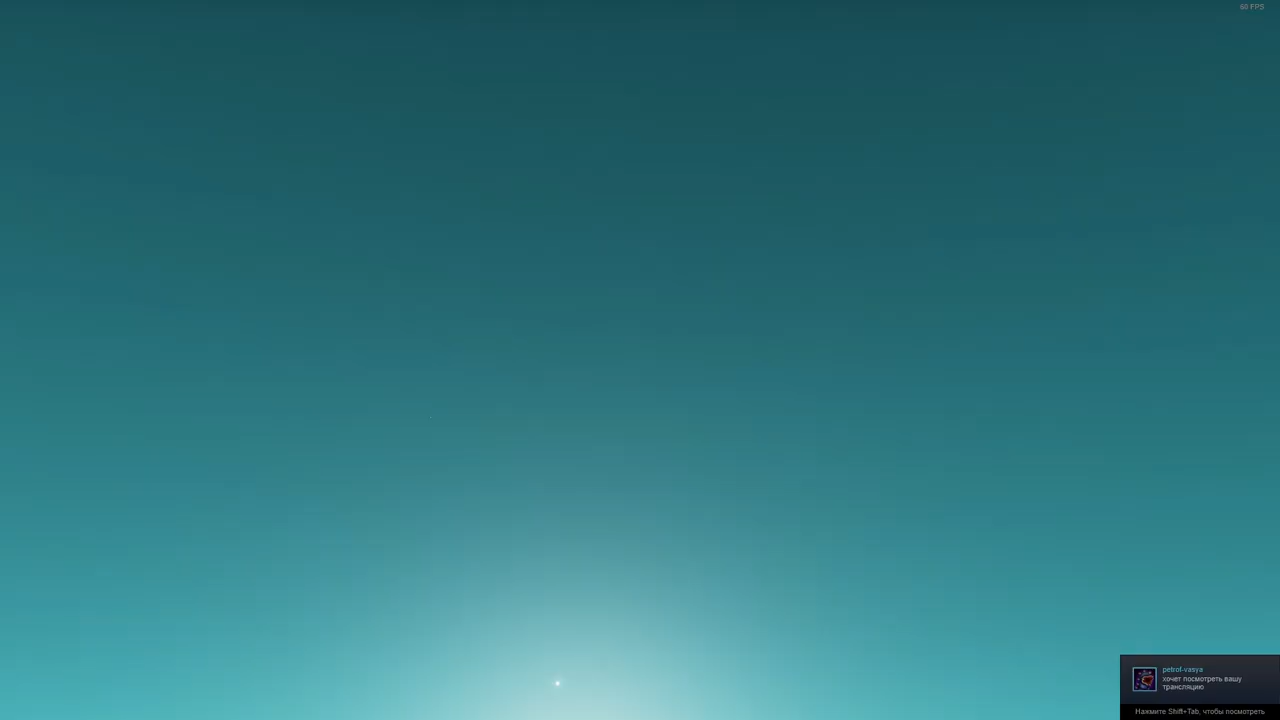 60 FPS
petrof-vasya
хочет посмотреть вашу
трансляцию
Нажмите Shift+Tab, чтобы посмотреть